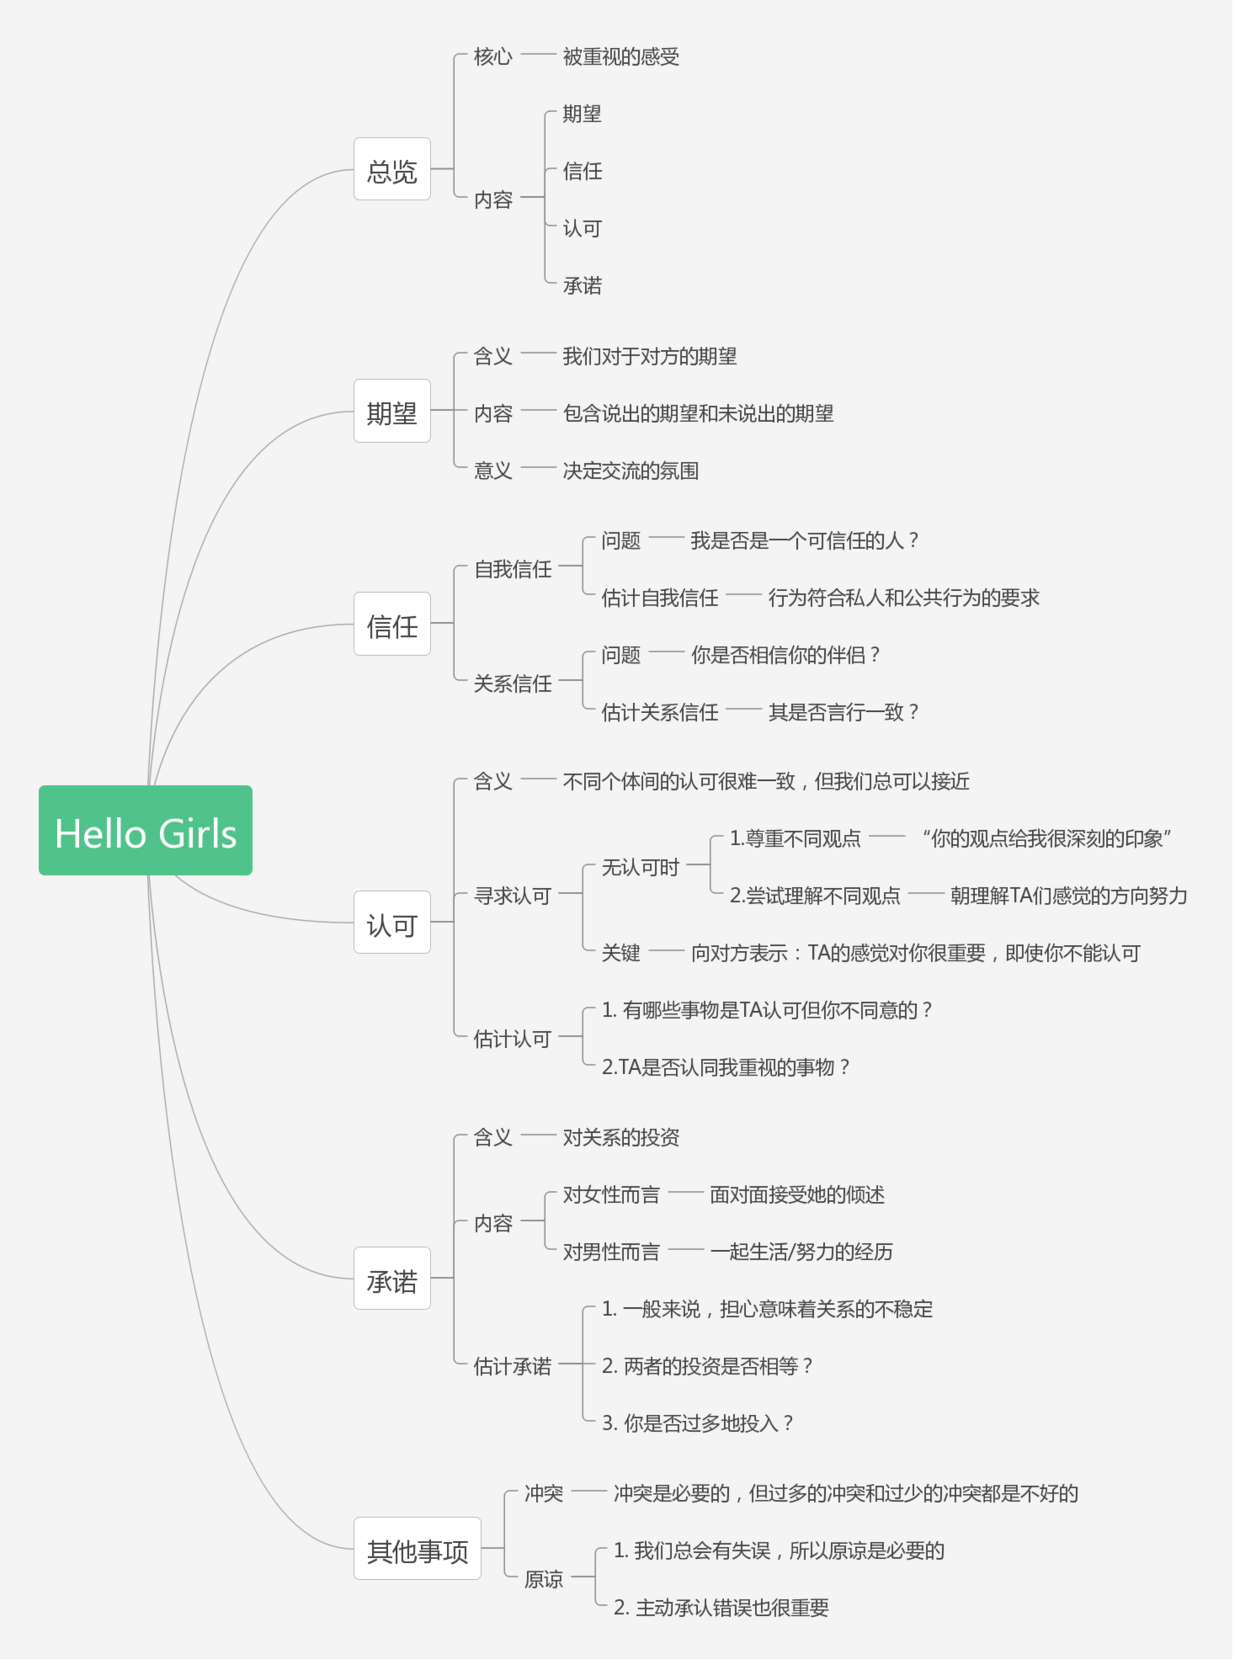 核心
被重视的感受
期望
信任
总览
内容
认可
承诺
含义
我们对于对方的期望
期望
内容
包含说出的期望和未说出的期望
意义
决定交流的氛围
问题
我是否是一个可信任的人？
自我信任
估计自我信任
行为符合私人和公共行为的要求
信任
问题
你是否相信你的伴侣？
关系信任
估计关系信任
其是否言行一致？
含义
不同个体间的认可很难一致，但我们总可以接近
Hello Girls
1.尊重不同观点
“你的观点给我很深刻的印象”
无认可时
寻求认可
2.尝试理解不同观点
朝理解TA们感觉的方向努力
认可
关键
向对方表示：TA的感觉对你很重要，即使你不能认可
1. 有哪些事物是TA认可但你不同意的？
估计认可
2.TA是否认同我重视的事物？
含义
对关系的投资
对女性而言
面对面接受她的倾述
内容
对男性而言
一起生活/努力的经历
承诺
1. 一般来说，担心意味着关系的不稳定
估计承诺
2. 两者的投资是否相等？
3. 你是否过多地投入？
冲突
冲突是必要的，但过多的冲突和过少的冲突都是不好的
其他事项
1. 我们总会有失误，所以原谅是必要的
原谅
2. 主动承认错误也很重要